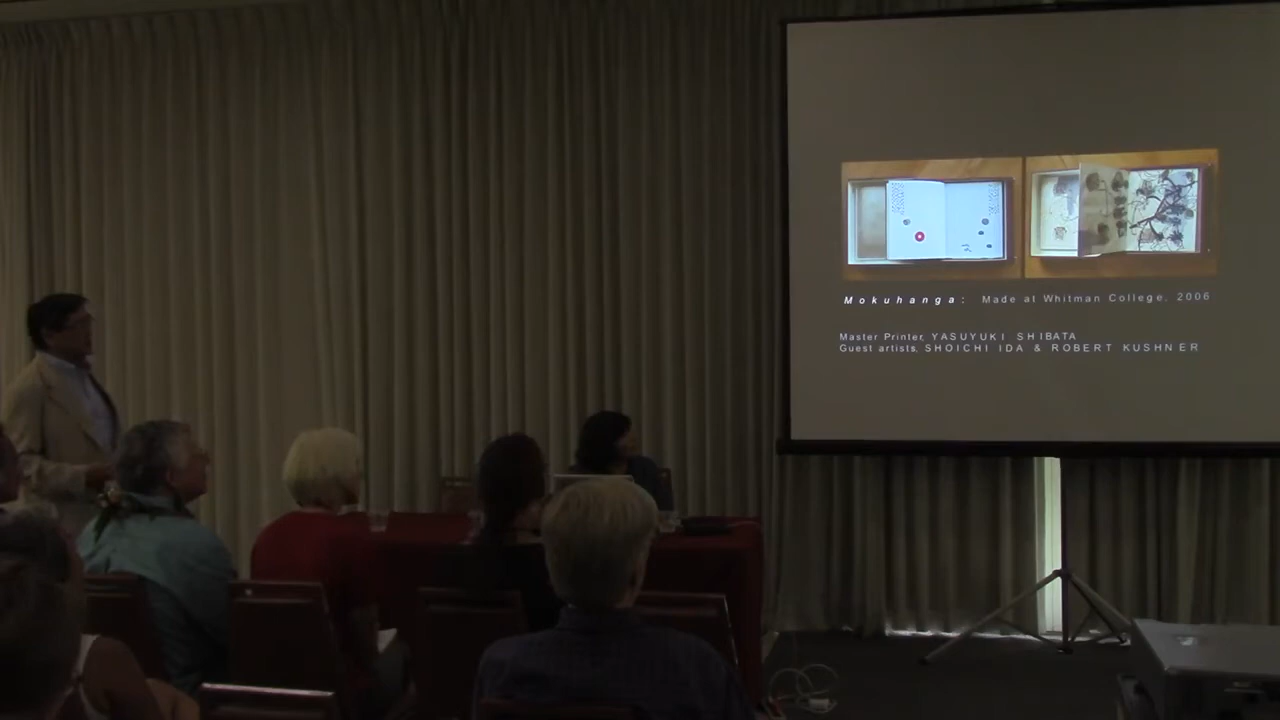 Mokuhanga: Made at Whitman College, 2006
Master Printer, YASUYUKI SHIBATA
Guest artists, SHOICHI IDA & ROBERT KUSHNER